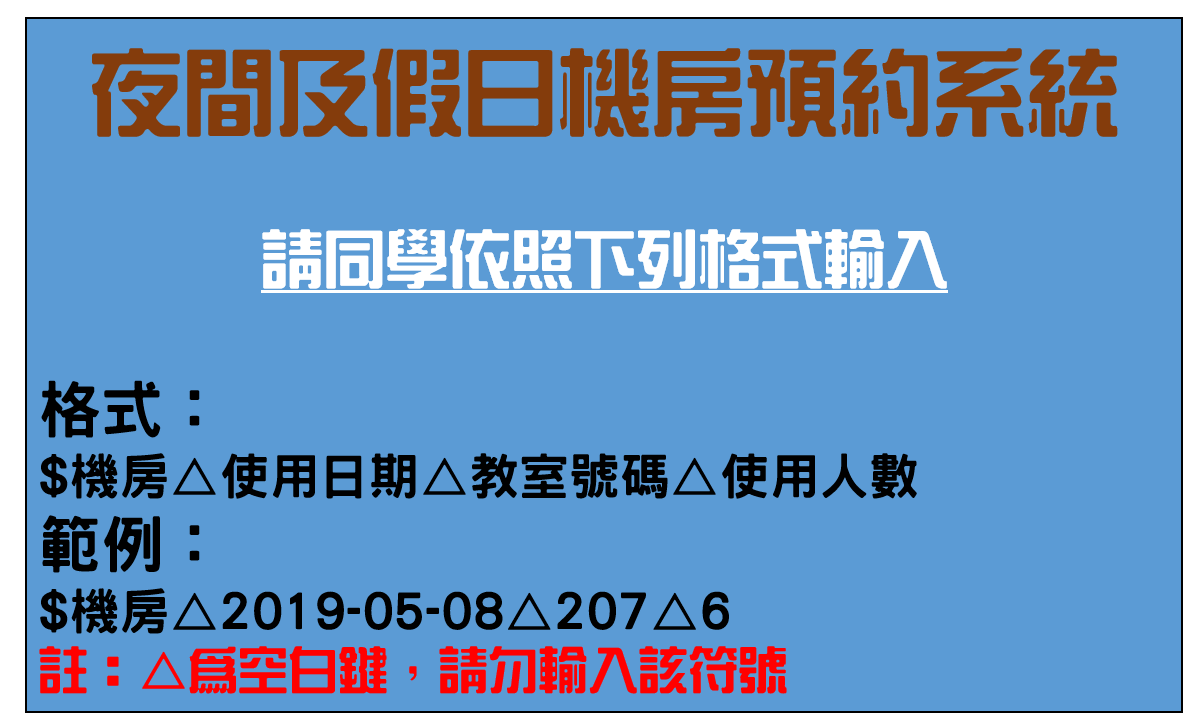 夜間及假日機房預約系統
請同學依照下列格式輸入
格式：
$機房△使用日期△教室號碼△使用人數
範例：
$機房△2019-05-08△207△6
註：△為空白鍵，請勿輸入該符號